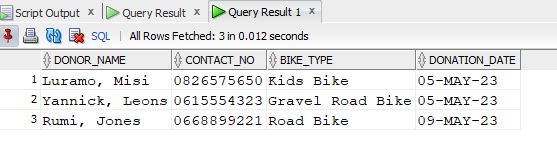 Script Output Query Result Query Result 1
SQL All Rows Fetched: 3 in 0.012 seconds
DONOR_NAME CONTACT_NO BIKE_TYPE DONATION_DATE
1 Luramo, Misi 0826575650 Kids Bike 05-MAY-23
2 Yannick, Leons 0615554323 Gravel Road Bike 05-MAY-23
3 Rumi, Jones 0668899221 Road Bike 09-MAY-23